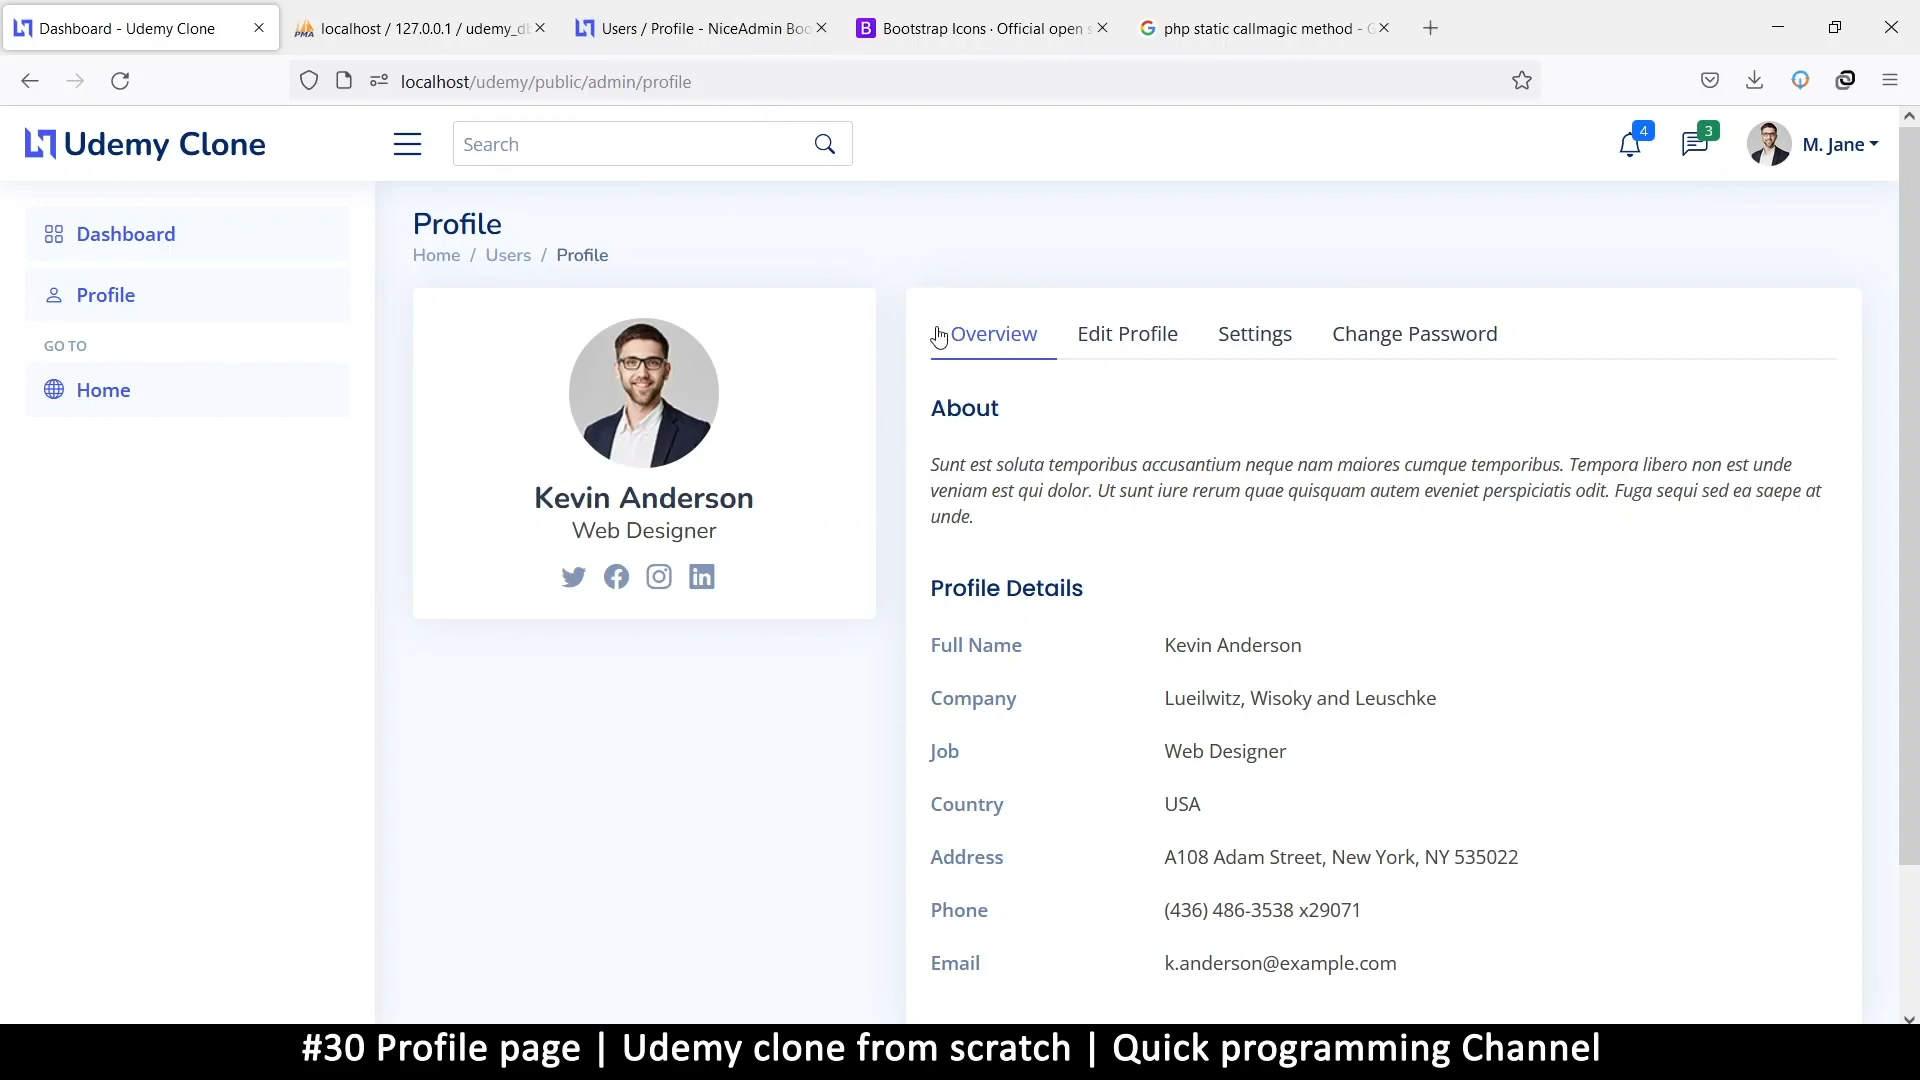 Dashboard - Udemy Clone
localhost / 127.0.0.1 / udemy_d
Users / Profile - NiceAdmin Boo
Bootstrap Icons · Official open s
php static callmagic method - G
localhost/udemy/public/admin/profile
Udemy Clone
Search
4
3
M. Jane
Dashboard
Profile
GO TO
Home
Profile
Home / Users / Profile
Kevin Anderson
Web Designer
Overview
Edit Profile
Settings
Change Password
About
Sunt est soluta temporibus accusantium neque nam maiores cumque temporibus. Tempora libero non est unde
veniam est qui dolor. Ut sunt iure rerum quae quisquam autem eveniet perspiciatis odit. Fuga sequi sed ea saepe at
unde.
Profile Details
Full Name Kevin Anderson
Company Lueilwitz, Wisoky and Leuschke
Job Web Designer
Country USA
Address A108 Adam Street, New York, NY 535022
Phone (436) 486-3538 x29071
Email k.anderson@example.com
#30 Profile page | Udemy clone from scratch | Quick programming Channel